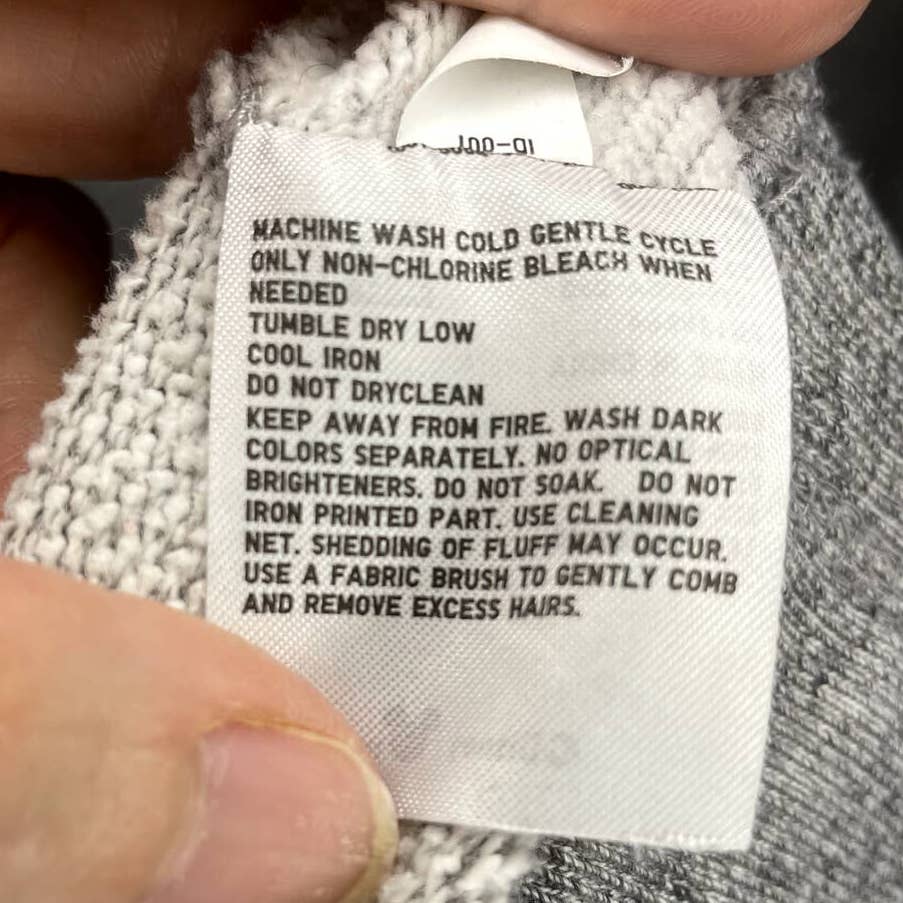 MACHINE WASH COLD GENTLE CYCLE
ONLY NON-CHLORINE BLEACH WHEN
NEEDED
TUMBLE DRY LOW
COOL IRON
DO NOT DRYCLEAN
KEEP AWAY FROM FIRE. WASH DARK
COLORS SEPARATELY. NO OPTICAL
BRIGHTENERS. DO NOT SOAK. DO NOT
IRON PRINTED PART. USE CLEANING
NET. SHEDDING OF FLUFF MAY OCCUR.
USE A FABRIC BRUSH TO GENTLY COMB
AND REMOVE EXCESS HAIRS.